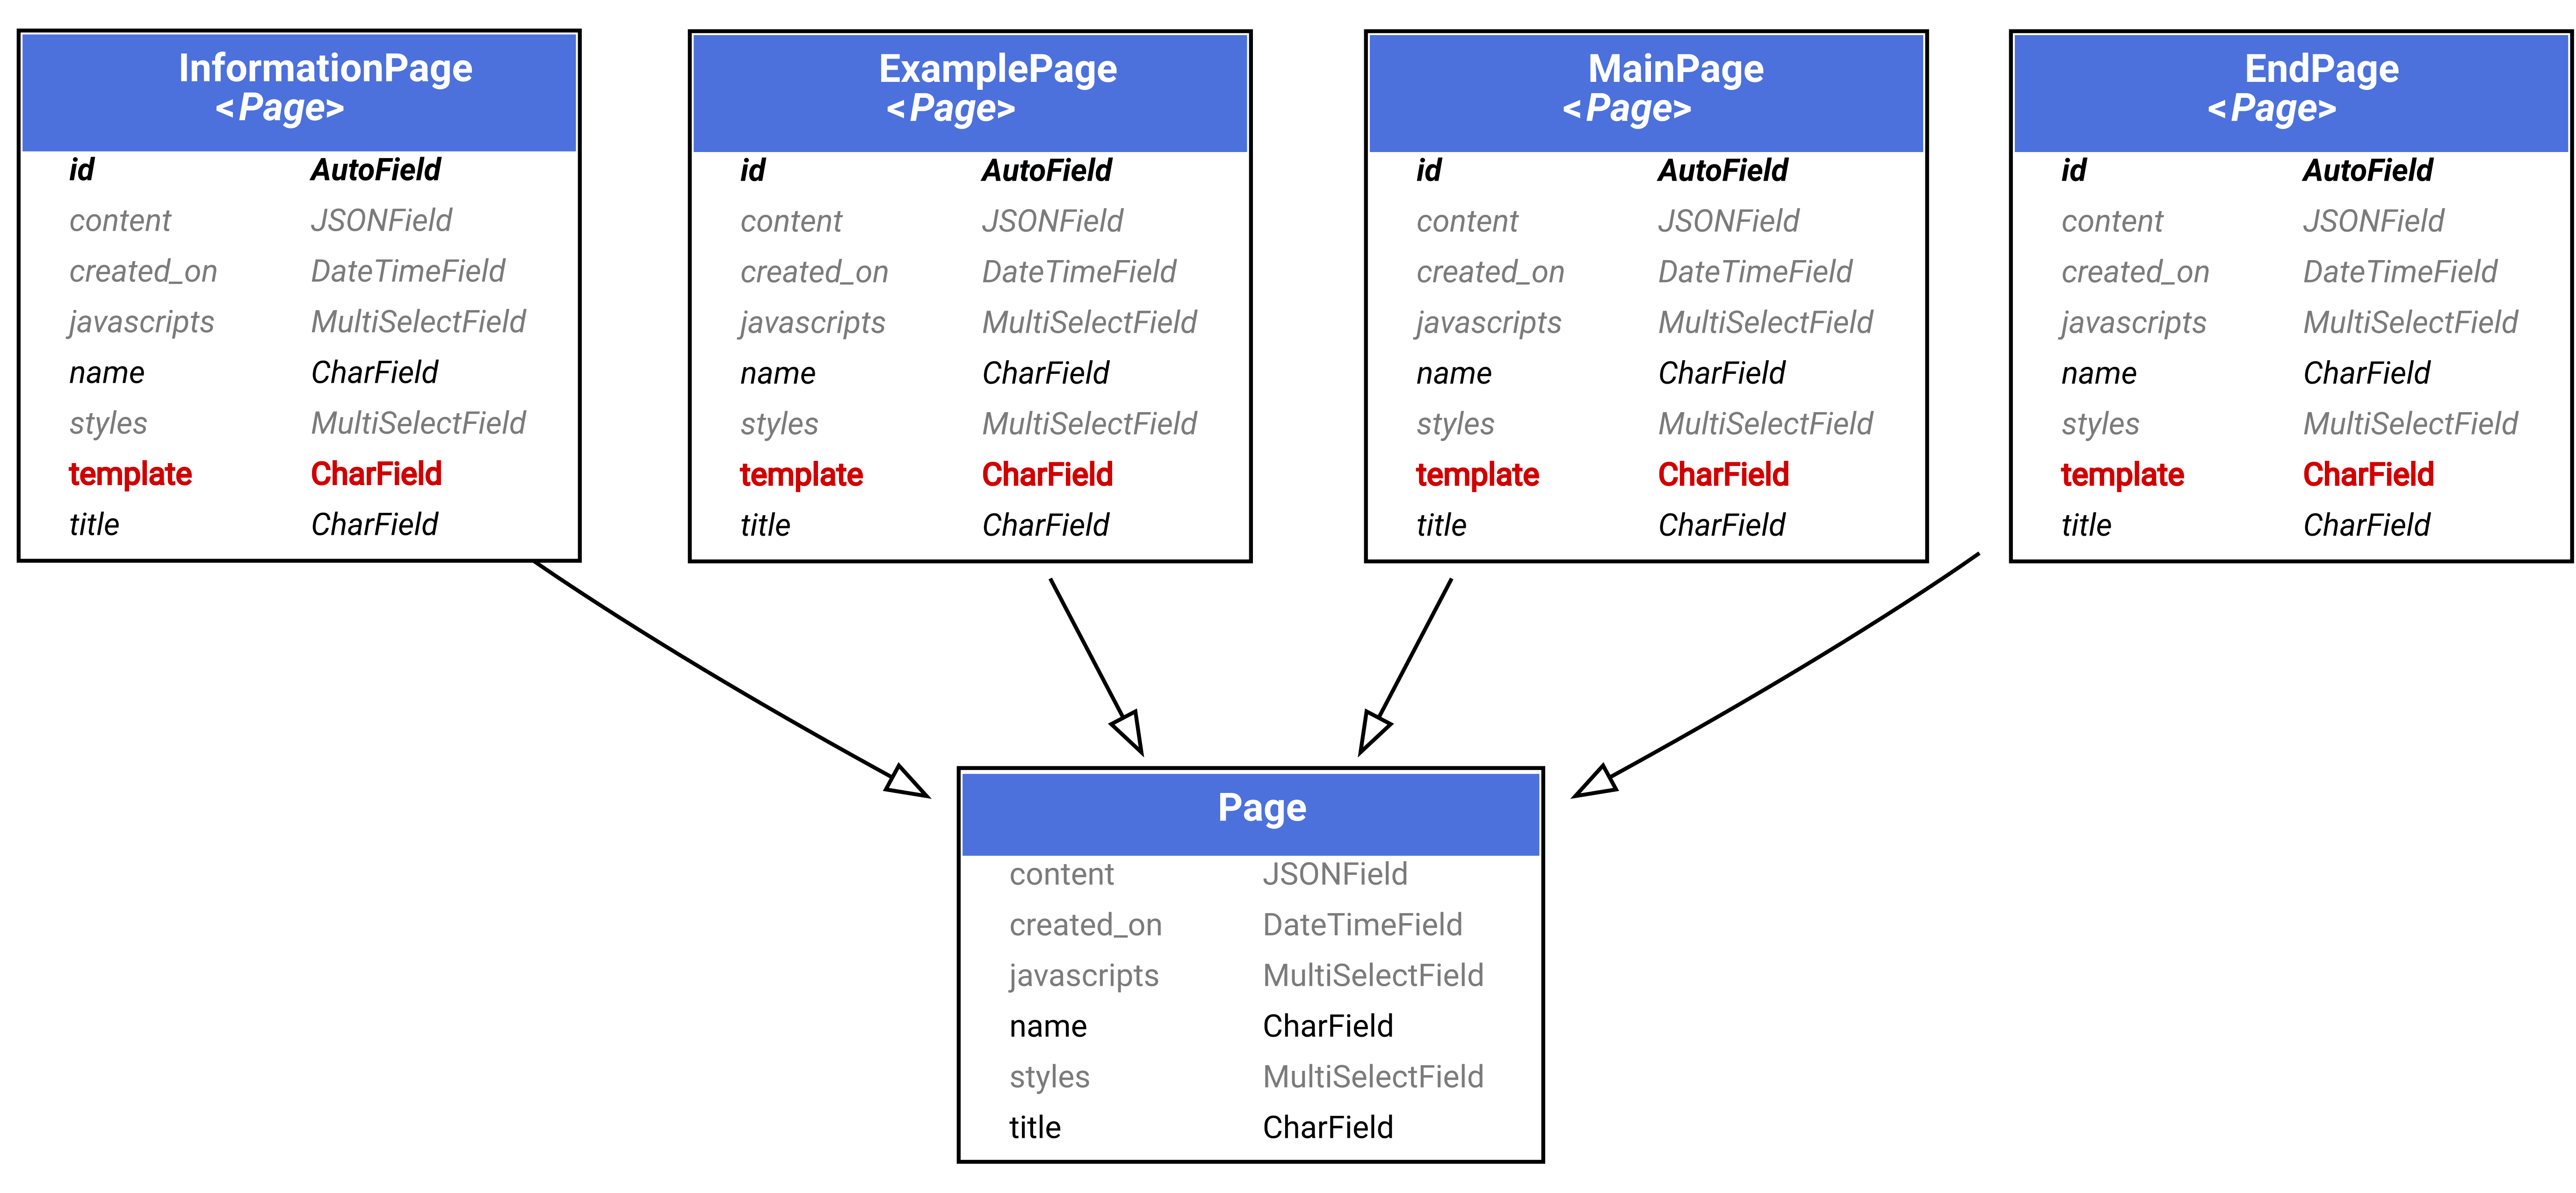 InformationPage
<Page>
id AutoField
content JSONField
created_on DateTimeField
javascripts MultiSelectField
name CharField
styles MultiSelectField
template CharField
title CharField
ExamplePage
<Page>
id AutoField
content JSONField
created_on DateTimeField
javascripts MultiSelectField
name CharField
styles MultiSelectField
template CharField
title CharField
MainPage
<Page>
id AutoField
content JSONField
created_on DateTimeField
javascripts MultiSelectField
name CharField
styles MultiSelectField
template CharField
title CharField
EndPage
<Page>
id AutoField
content JSONField
created_on DateTimeField
javascripts MultiSelectField
name CharField
styles MultiSelectField
template CharField
title CharField
Page
content JSONField
created_on DateTimeField
javascripts MultiSelectField
name CharField
styles MultiSelectField
title CharField